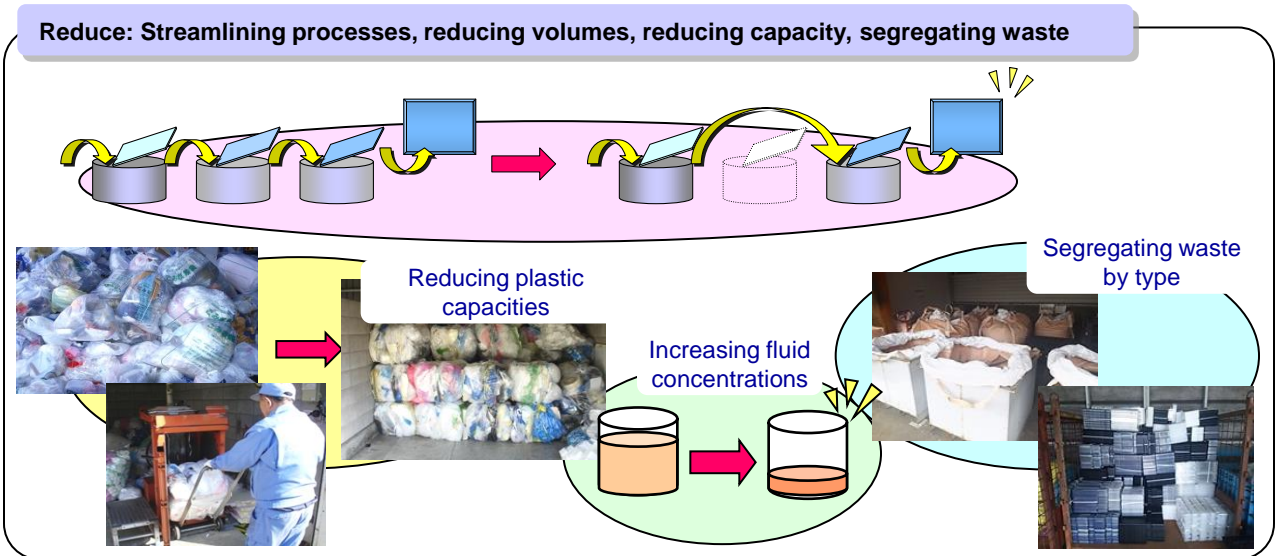 Reduce: Streamlining processes, reducing volumes, reducing capacity, segregating waste
Reducing plastic
capacities
Increasing fluid
concentrations
Segregating waste
by type